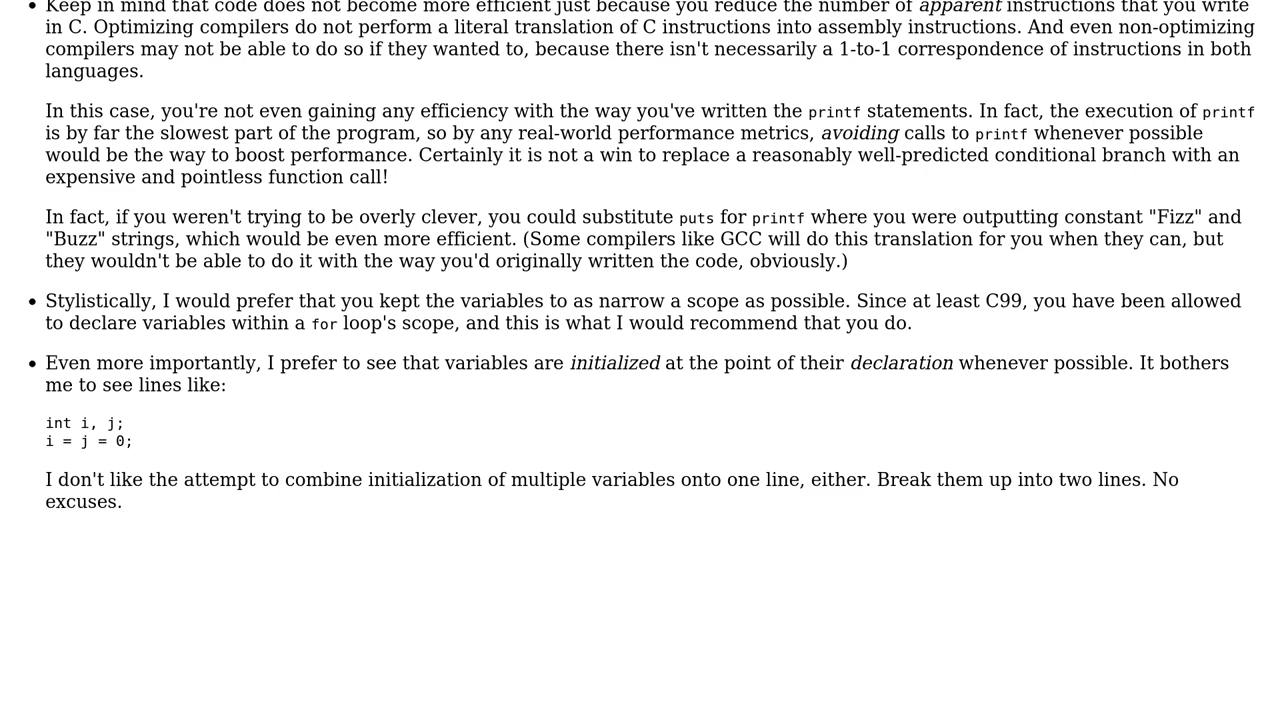 Keep in mind that code does not become more efficient just because you reduce the number of apparent instructions that you write
in C. Optimizing compilers do not perform a literal translation of C instructions into assembly instructions. And even non-optimizing
compilers may not be able to do so if they wanted to, because there isn't necessarily a 1-to-1 correspondence of instructions in both
languages.
In this case, you're not even gaining any efficiency with the way you've written the printf statements. In fact, the execution of printf
is by far the slowest part of the program, so by any real-world performance metrics, avoiding calls to printf whenever possible
would be the way to boost performance. Certainly it is not a win to replace a reasonably well-predicted conditional branch with an
expensive and pointless function call!
In fact, if you weren't trying to be overly clever, you could substitute puts for printf where you were outputting constant "Fizz" and
"Buzz" strings, which would be even more efficient. (Some compilers like GCC will do this translation for you when they can, but
they wouldn't be able to do it with the way you'd originally written the code, obviously.)
Stylistically, I would prefer that you kept the variables to as narrow a scope as possible. Since at least C99, you have been allowed
to declare variables within a for loop's scope, and this is what I would recommend that you do.
Even more importantly, I prefer to see that variables are initialized at the point of their declaration whenever possible. It bothers
me to see lines like:
int i, j;
i = j = 0;
I don't like the attempt to combine initialization of multiple variables onto one line, either. Break them up into two lines. No
excuses.